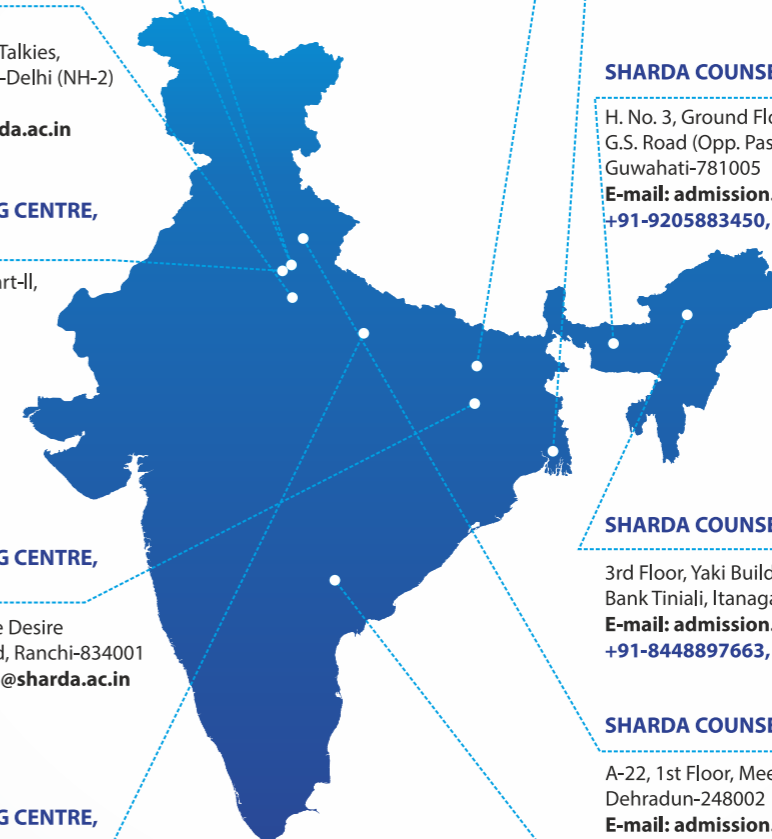 Talkies,
-Delhi (NH-2)
da.ac.in
G CENTRE,
art-II,
G CENTRE,
e Desire
d, Ranchi-834001
@sharda.ac.in
G CENTRE,
SHARDA COUNSE
H. No. 3, Ground Flo
G.S. Road (Opp. Pas
Guwahati-781005
E-mail: admission.
+91-9205883450,
SHARDA COUNSE
3rd Floor, Yaki Build
Bank Tiniali, Itanaga
E-mail: admission.
+91-8448897663,
SHARDA COUNSE
A-22, 1st Floor, Mee
Dehradun-248002
E-mail: admission.